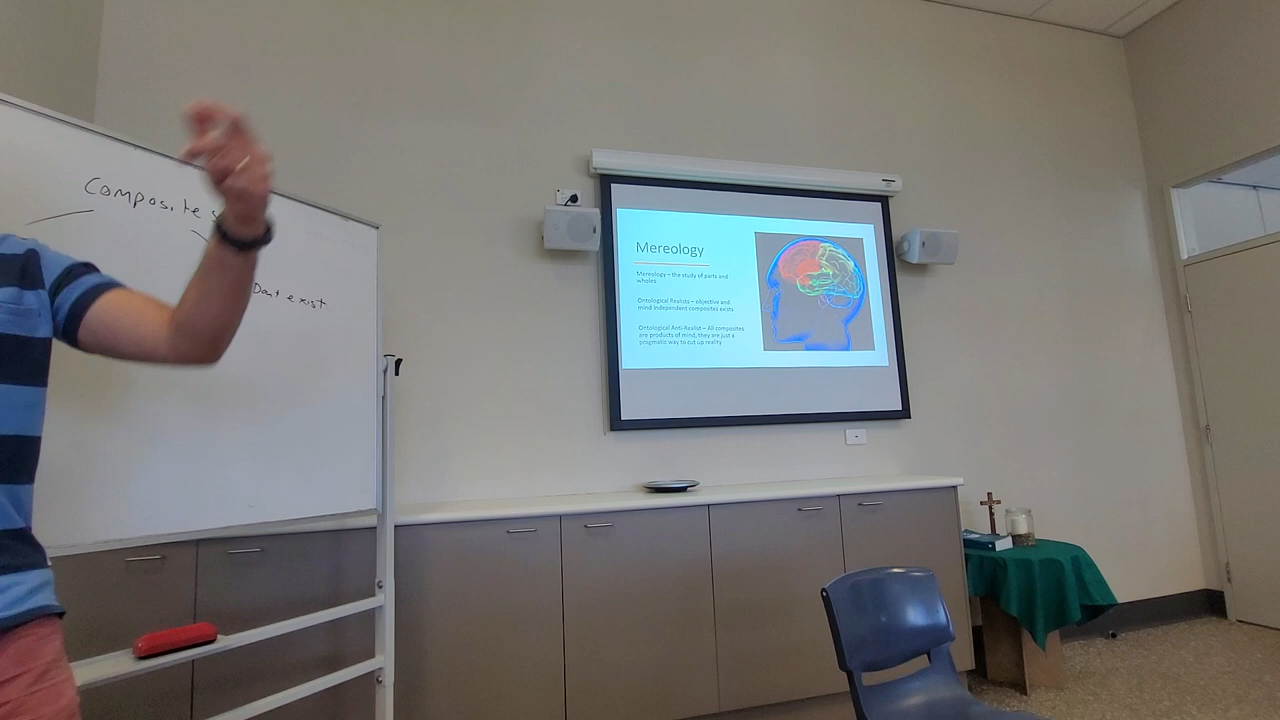 Composite s
Dont exist
Mereology
Mereology – the study of parts and
wholes
Ontological Realists – objective and
mind independent composites exists
Ontological Anti-Realist – All composites
are products of mind, they are just a
pragmatic way to cut up reality